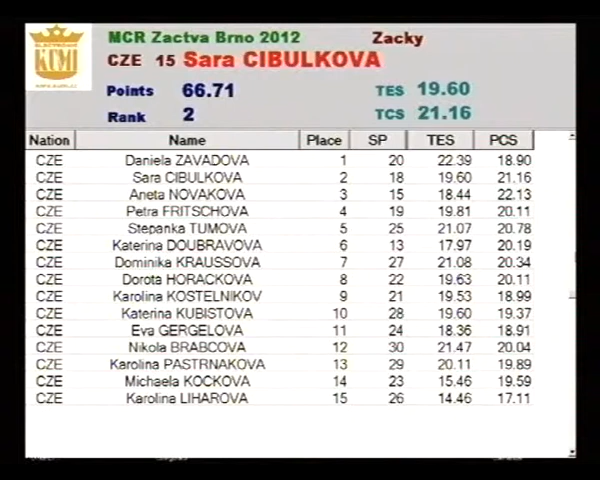 MCR Zactva Brno 2012 Zacky
KOMI
CZE 15 Sara CIBULKOVA
Points 66.71 TES 19.60
Rank 2 TCS 21.16
Nation Name Place SP TES PCS
CZE Daniela ZAVADOVA 1 20 22.39 18.90
CZE Sara CIBULKOVA 2 18 19.60 21.16
CZE Aneta NOVAKOVA 3 15 18.44 22.13
CZE Petra FRITSCHOVA 4 19 19.81 20.11
CZE Stepanka TUMOVA 5 25 21.07 20.78
CZE Katerina DOUBRAVOVA 6 13 17.97 20.19
CZE Dominika KRAUSSOVA 7 27 21.08 20.34
CZE Dorota HORACKOVA 8 22 19.63 20.11
CZE Karolina KOSTELNIKOV 9 21 19.53 18.99
CZE Katerina KUBISTOVA 10 28 19.60 19.37
CZE Eva GERGELOVA 11 24 18.36 18.91
CZE Nikola BRABCOVA 12 30 21.47 20.04
CZE Karolina PASTRNAKOVA 13 29 20.11 19.89
CZE Michaela KOCKOVA 14 23 15.46 19.59
CZE Karolina LIHAROVA 15 26 14.46 17.11